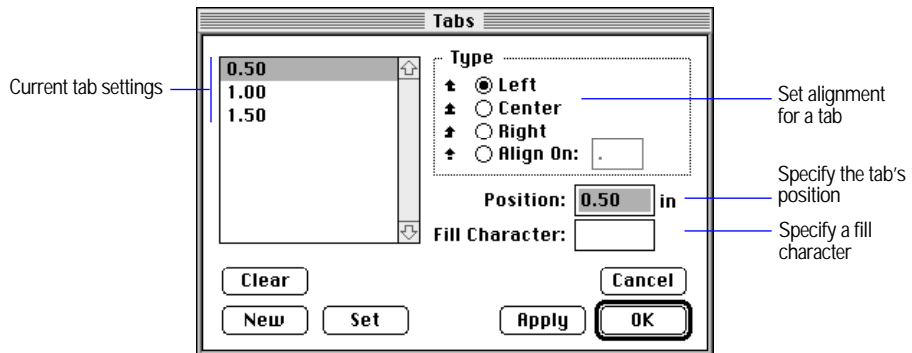 Tabs
Current tab settings
0.50
1.00
1.50
Type
Left
Center
Right
Align On: .
Set alignment
for a tab
Position: 0.50 in
Specify the tab's
position
Fill Character:
Specify a fill
character
Clear
Cancel
New
Set
Apply
OK